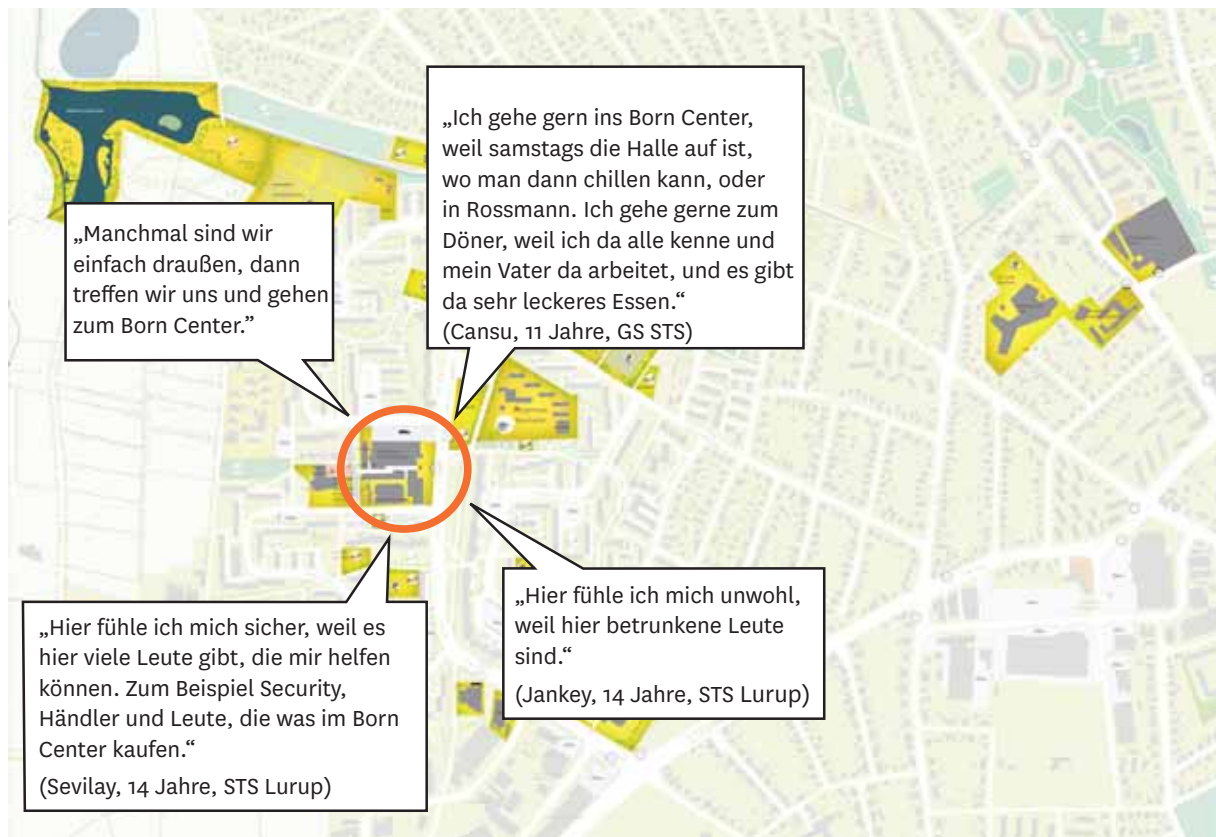 „Ich gehe gern ins Born Center,
weil samstags die Halle auf ist,
wo man dann chillen kann, oder
in Rossmann. Ich gehe gerne zum
Döner, weil ich da alle kenne und
mein Vater da arbeitet, und es gibt
da sehr leckeres Essen.“
(Cansu, 11 Jahre, GS STS)
„Manchmal sind wir
einfach draußen, dann
treffen wir uns und gehen
zum Born Center.“
„Hier fühle ich mich unwohl,
weil hier betrunkene Leute
sind.“
(Jankey, 14 Jahre, STS Lurup)
„Hier fühle ich mich sicher, weil es
hier viele Leute gibt, die mir helfen
können. Zum Beispiel Security,
Händler und Leute, die was im Born
Center kaufen.“
(Sevilay, 14 Jahre, STS Lurup)